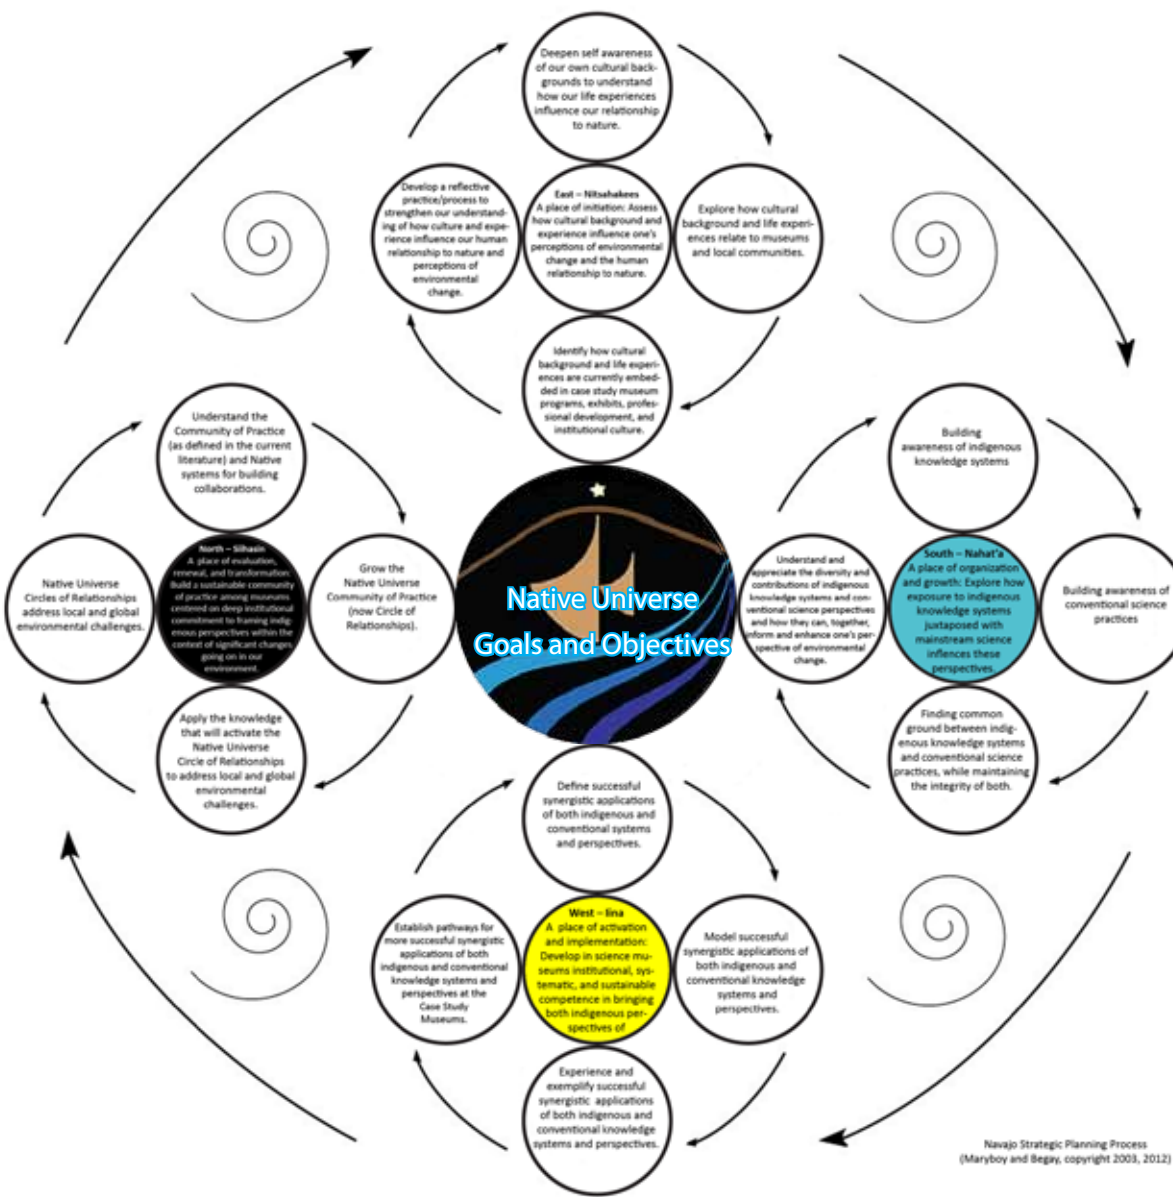 Deepen self awareness
of our own cultural back-
grounds to understand
how our life experiences
influence our relationship
to nature.
Develop a reflective
practice/process to
strengthen our understand-
ing of how culture and expe-
rience influence our human
relationship to nature and
perceptions of
environmental
change.
East – Nitsahakees
A place of initiation: Assess
how cultural background and
experience influence one's
perceptions of environmental
change and the human
relationship to nature.
Explore how cultural
background and life experi-
ences relate to museums
and local communities.
Identify how cultural
background and life experi-
ences are currently embed-
ded in case study museum
programs, exhibits, profes-
sional development, and
institutional culture.
Understand the
Community of Practice
(as defined in the current
literature) and Native
systems for building
collaborations.
Native Universe
Circles of Relationships
address local and global
environmental challenges.
North – Siihasin
A place of evaluation,
renewal, and transformation:
Build a sustainable community
of practice among museums
centered on deep institutional
commitment to framing indig-
enous perspectives within the
context of significant changes
going on in our
environment.
Grow the
Native Universe
Community of Practice
(now Circle of
Relationships).
Apply the knowledge
that will activate the
Native Universe
Circle of Relationships
to address local and global
environmental
challenges.
Native Universe
Goals and Objectives
Building
awareness of indigenous
knowledge systems
Understand and
appreciate the diversity and
contributions of indigenous
knowledge systems and con-
ventional science perspectives
and how they can, together,
inform and enhance one's per-
spective of environmental
change.
South – Nahat'a
A place of organization
and growth: Explore how
exposure to indigenous
knowledge systems
juxtaposed with
mainstream science
inflences these
perspectives.
Building awareness of
conventional science
practices
Finding common
ground between indig-
enous knowledge systems
and conventional science
practices, while maintaining
the integrity of both.
Define successful
synergistic applications
of both indigenous and
conventional systems
and perspectives.
Establish pathways for
more successful synergistic
applications of both
indigenous and conventional
knowledge systems and
perspectives at the
Case Study
Museums.
West – Iina
A place of activation
and implementation:
Develop in science mu-
seums institutional, sys-
tematic, and sustainable
competence in bringing
both indigenous per-
spectives of
Model successful
synergistic applications of
both indigenous and
conventional knowledge
systems and
perspectives.
Experience and
exemplify successful
synergistic applications
of both indigenous and
conventional knowledge
systems and perspectives.
Navajo Strategic Planning Process
(Maryboy and Begay, copyright 2003, 2012)